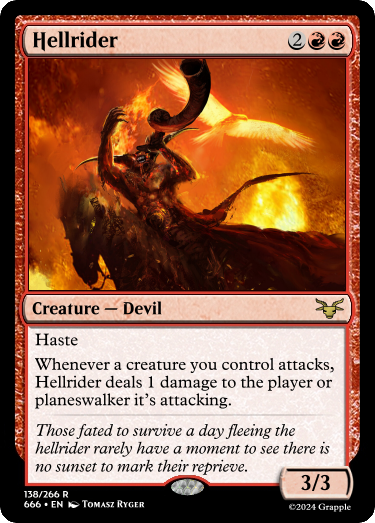 Hellrider 2
Creature — Devil
Haste
Whenever a creature you control attacks,
Hellrider deals 1 damage to the player or
planeswalker it's attacking.
Those fated to survive a day fleeing the
hellrider rarely have a moment to see there is
no sunset to mark their reprieve.
3/3
138/266 R
666 • EN Tomasz Ryger
©2024 Grapple